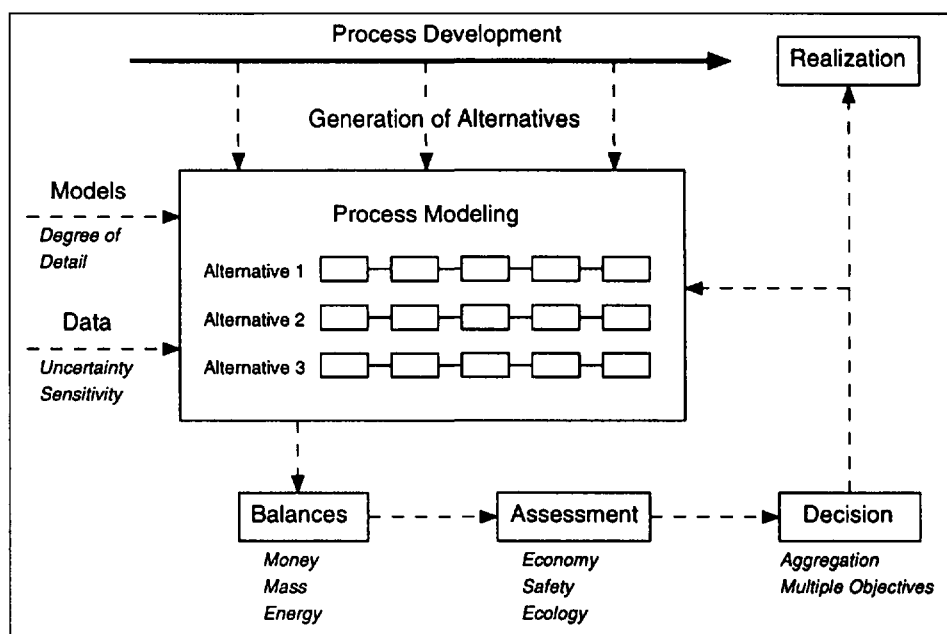 Process Development
Realization
Generation of Alternatives
Models
Degree of
Detail
Process Modeling
Alternative 1
Alternative 2
Alternative 3
Data
Uncertainty
Sensitivity
Balances
Money
Mass
Energy
Assessment
Economy
Safety
Ecology
Decision
Aggregation
Multiple Objectives